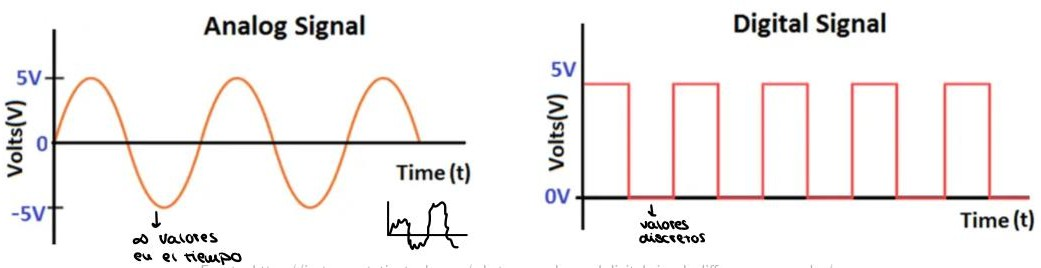 Analog Signal
5V
0
-5V
Volts(V)
Time (t)
∞ valores
en el tiempo
Digital Signal
5V
0V
Volts(V)
Time (t)
valores
discretos